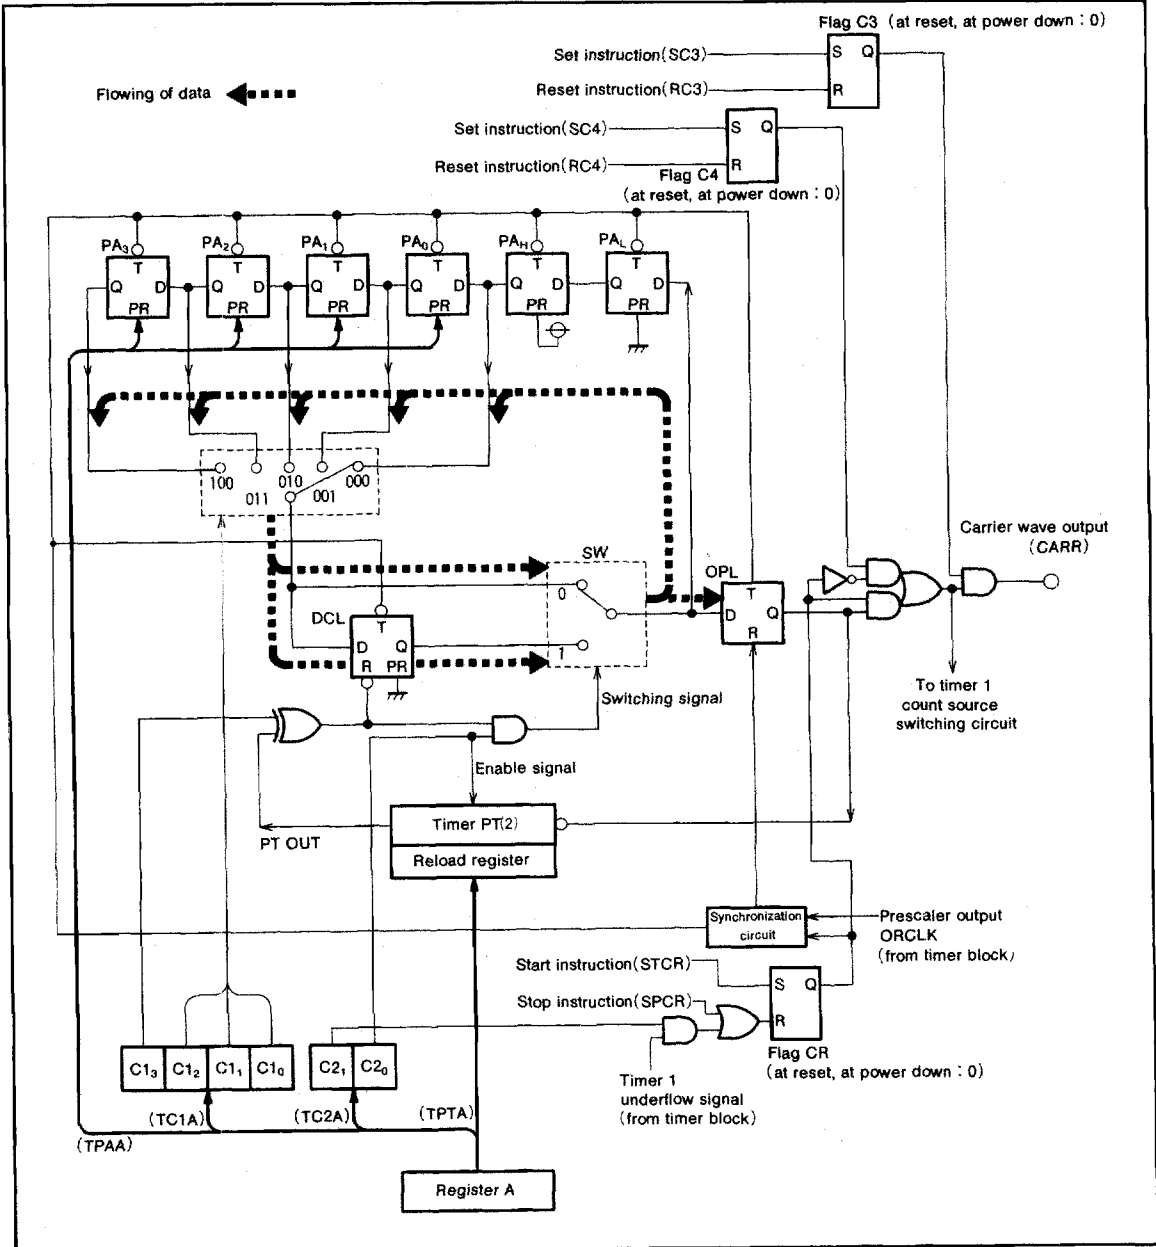 Flag C3 (at reset, at power down : 0)
Set instruction(SC3)
S Q
Reset instruction(RC3)
R
Flowing of data
Set instruction(SC4)
S Q
Reset instruction(RC4)
R
Flag C4
(at reset, at power down : 0)
PA3 PA2 PA1 PA0 PAH PAL
T T T T T T
Q D Q D Q D Q D Q D Q D
PR PR PR PR PR PR
100 011 010 001 000
SW
0
1
OPL
T
D Q
R
Carrier wave output
(CARR)
DCL
T
D Q
R PR
Switching signal
To timer 1
count source
switching circuit
Enable signal
Timer PT(2)
PT OUT
Reload register
Synchronization
circuit
Prescaler output
ORCLK
(from timer block)
Start instruction(STCR)
S Q
Stop instruction(SPCR)
R
Flag CR
(at reset, at power down : 0)
C13 C12 C11 C10
C21 C20
Timer 1
underflow signal
(from timer block)
(TPAA)
(TC1A)
(TC2A)
(TPTA)
Register A